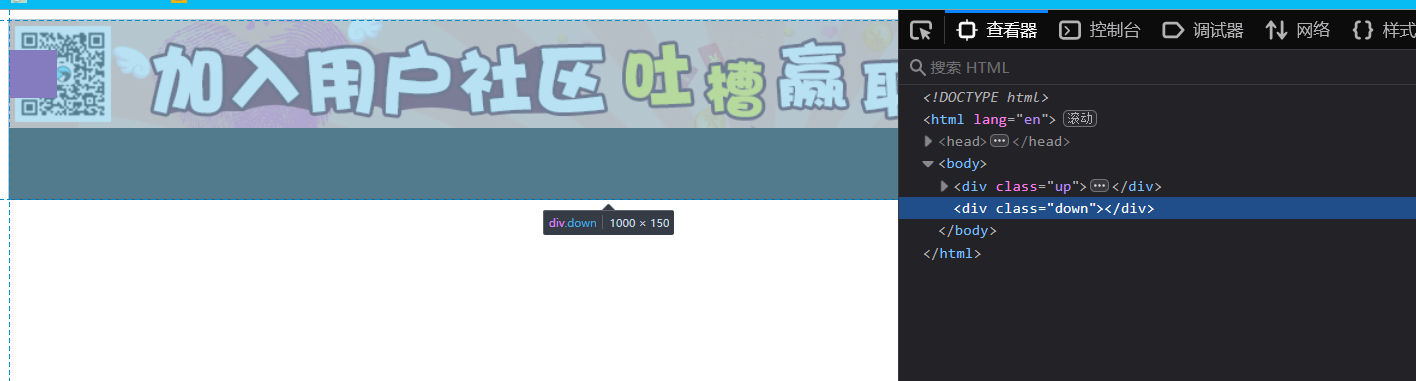 加入用户社区吐槽赢取
查看器 控制台 调试器 网络 样式
搜索 HTML
<!DOCTYPE html>
<html lang="en"> 滚动
<head>⋯</head>
<body>
<div class="up">⋯</div>
<div class="down"></div>
</body>
</html>
div.down 1000 × 150